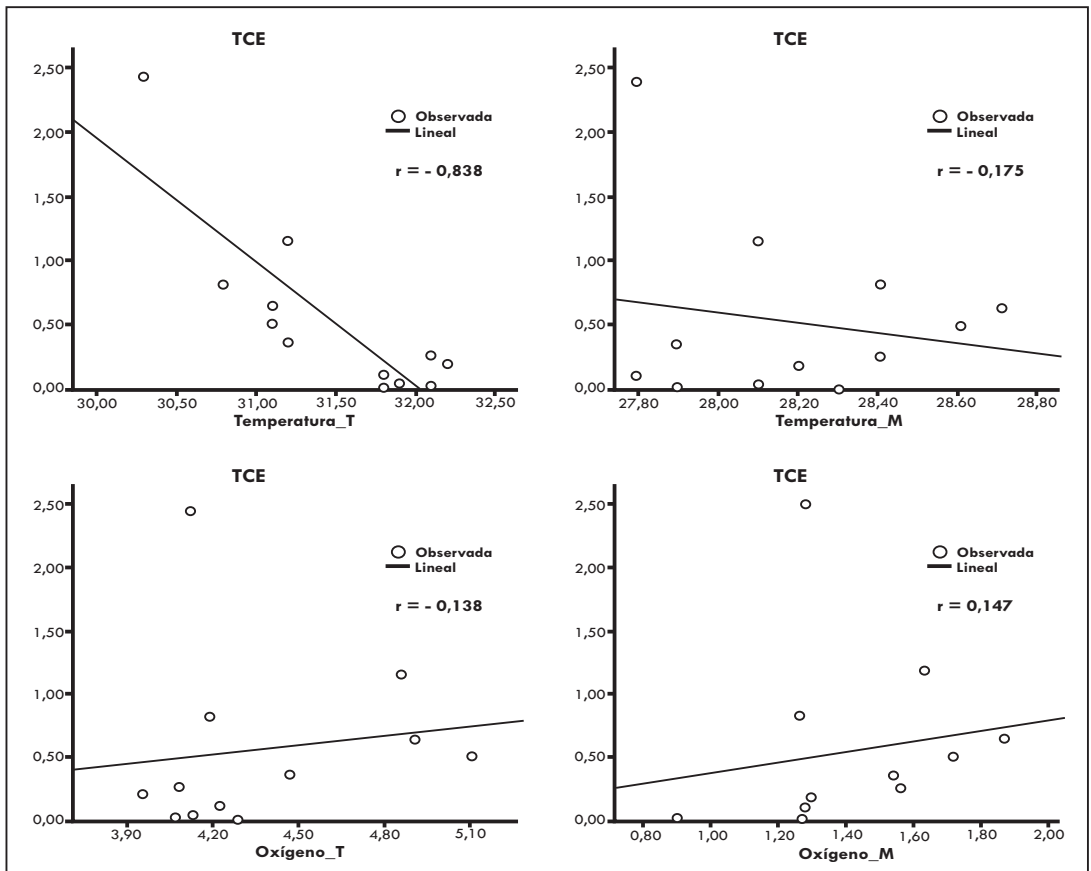 TCE
2,50
2,00
1,50
1,00
0,50
0,00
Observada
Lineal
r = - 0,838
30,00 30,50 31,00 31,50 32,00 32,50
Temperatura_T
TCE
2,50
2,00
1,50
1,00
0,50
0,00
Observada
Lineal
r = - 0,175
27,80 28,00 28,20 28,40 28.60 28,80
Temperatura_M
TCE
2,50
2,00
1,50
1,00
0,50
0,00
Observada
Lineal
r = - 0,138
3,90 4,20 4,50 4,80 5,10
Oxígeno_T
TCE
2,50
2,00
1,50
1,00
0,50
0,00
Observada
Lineal
r = 0,147
0,80 1,00 1,20 1,40 1,60 1,80 2,00
Oxígeno_M